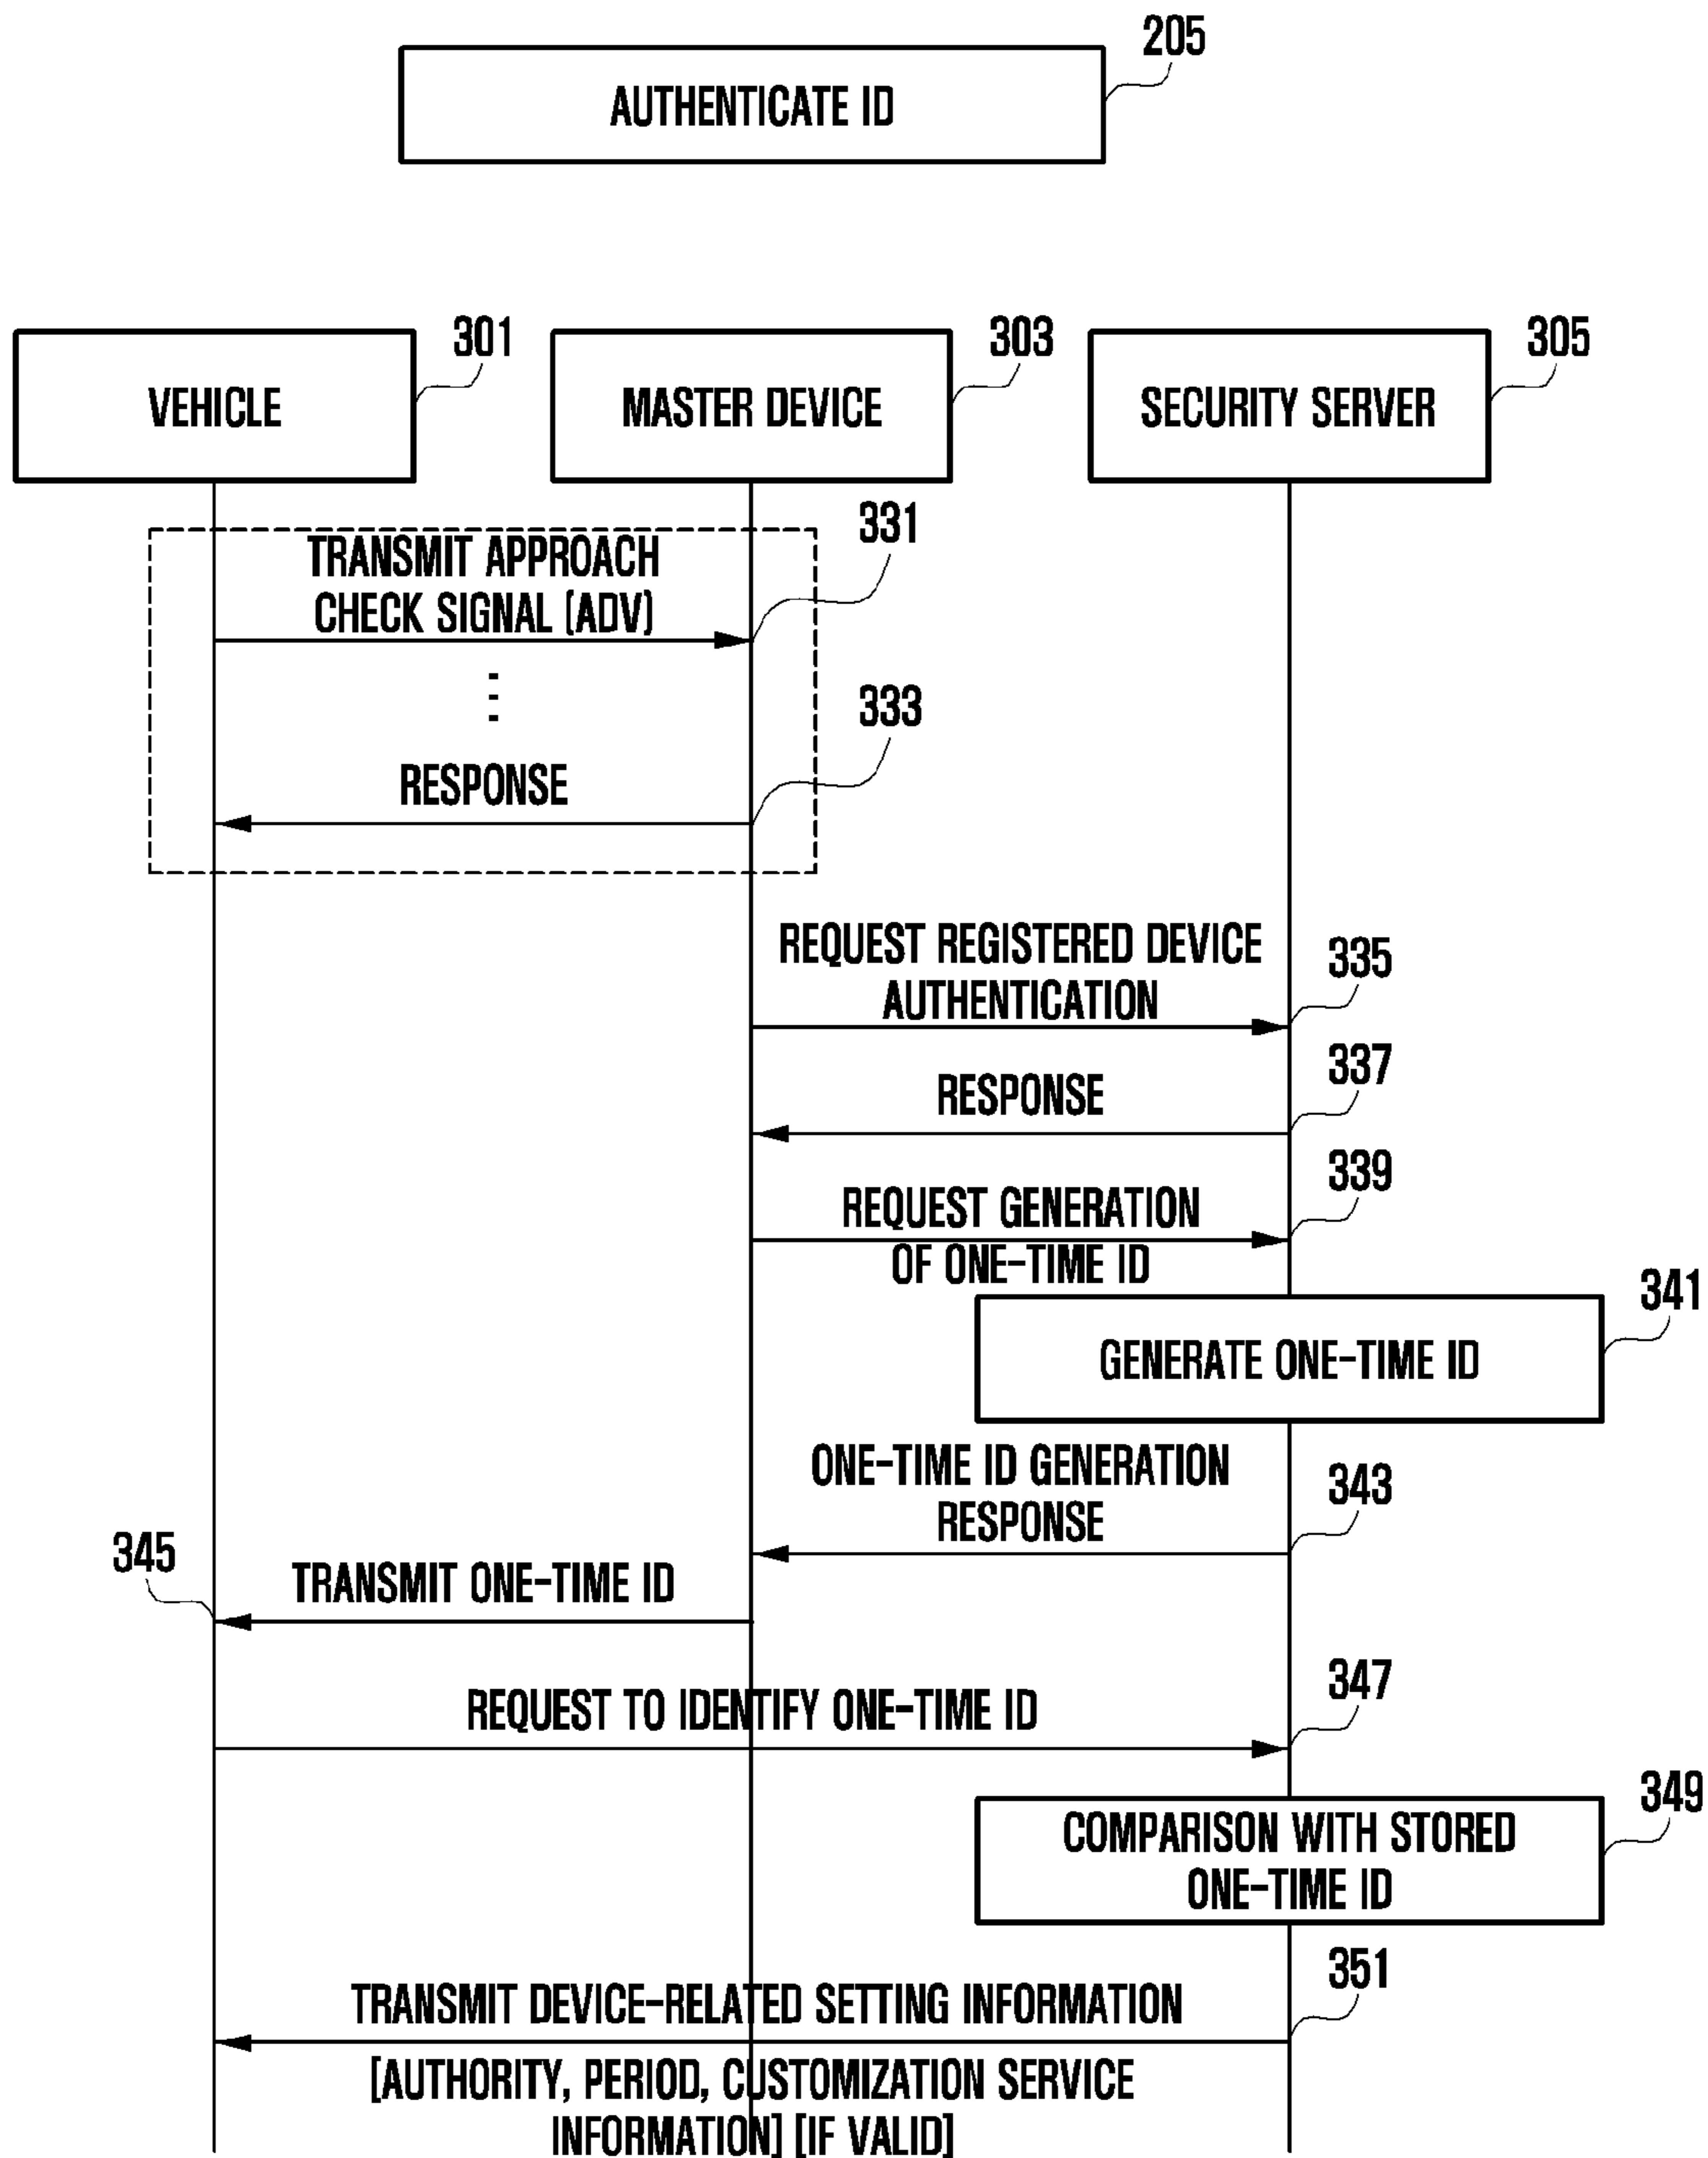 205
AUTHENTICATE ID
301
303
305
VEHICLE
MASTER DEVICE
SECURITY SERVER
331
TRANSMIT APPROACH
CHECK SIGNAL (ADV)
333
RESPONSE
REQUEST REGISTERED DEVICE
AUTHENTICATION
335
337
RESPONSE
339
REQUEST GENERATION
OF ONE-TIME ID
341
GENERATE ONE-TIME ID
ONE-TIME ID GENERATION
RESPONSE
343
345
TRANSMIT ONE-TIME ID
347
REQUEST TO IDENTIFY ONE-TIME ID
349
COMPARISON WITH STORED
ONE-TIME ID
351
TRANSMIT DEVICE-RELATED SETTING INFORMATION
[AUTHORITY, PERIOD, CUSTOMIZATION SERVICE
INFORMATION] [IF VALID]